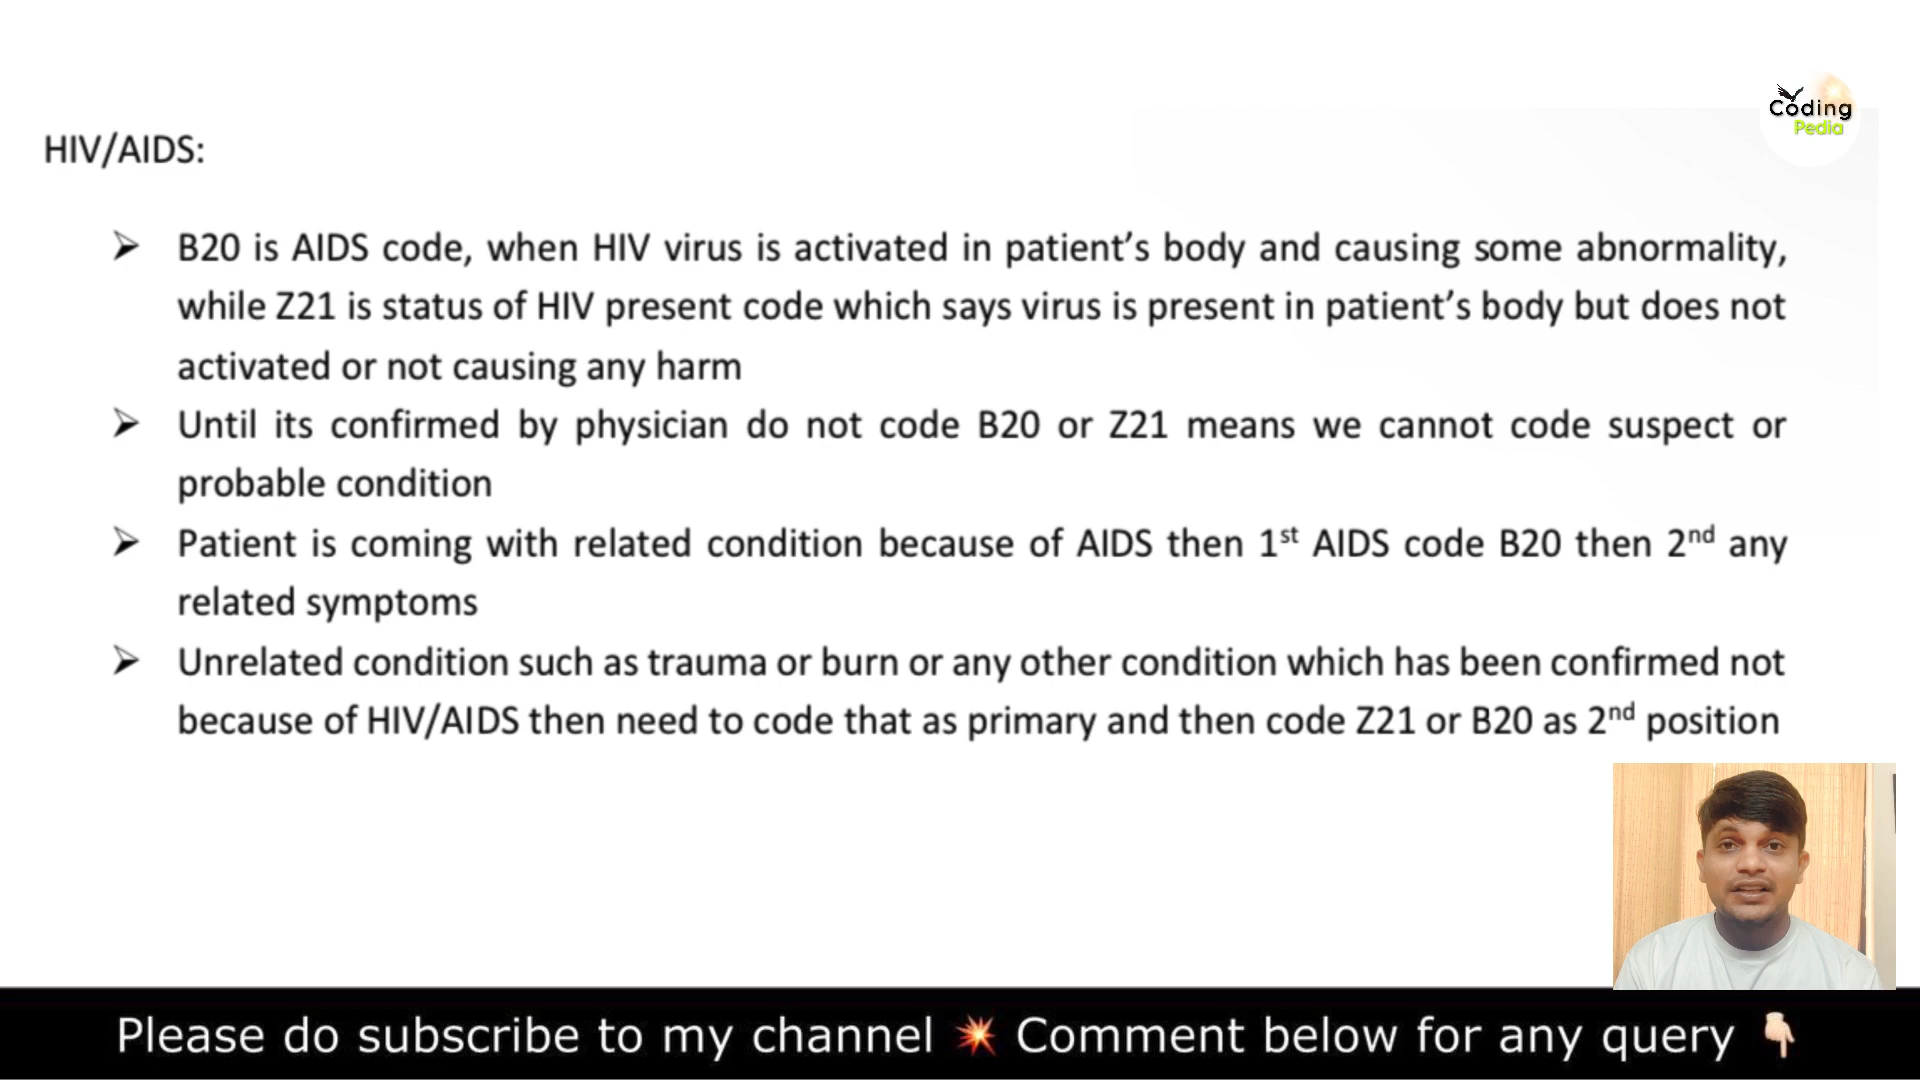 Coding
Pedia
HIV/AIDS:
➢ B20 is AIDS code, when HIV virus is activated in patient’s body and causing some abnormality,
while Z21 is status of HIV present code which says virus is present in patient’s body but does not
activated or not causing any harm
➢ Until its confirmed by physician do not code B20 or Z21 means we cannot code suspect or
probable condition
➢ Patient is coming with related condition because of AIDS then 1st AIDS code B20 then 2nd any
related symptoms
➢ Unrelated condition such as trauma or burn or any other condition which has been confirmed not
because of HIV/AIDS then need to code that as primary and then code Z21 or B20 as 2nd position
Please do subscribe to my channel 💥 Comment below for any query 👇🏻